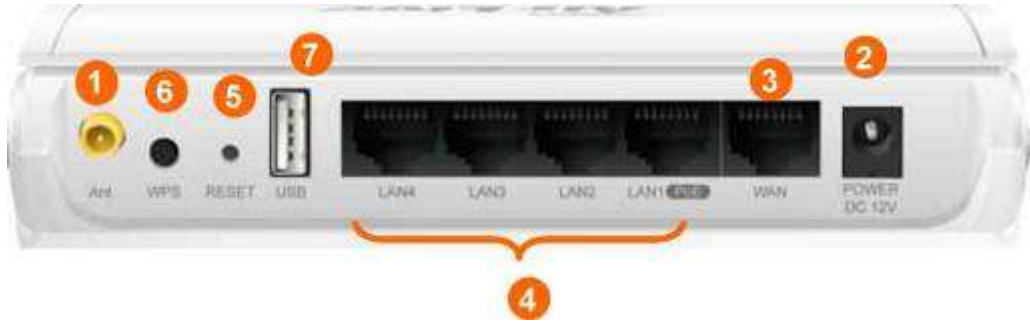 1
6
5
7
3
2
Ant
WPS
RESET
USB
LAN4
LAN3
LAN2
LAN1
WAN
POWER
DC 12V
4